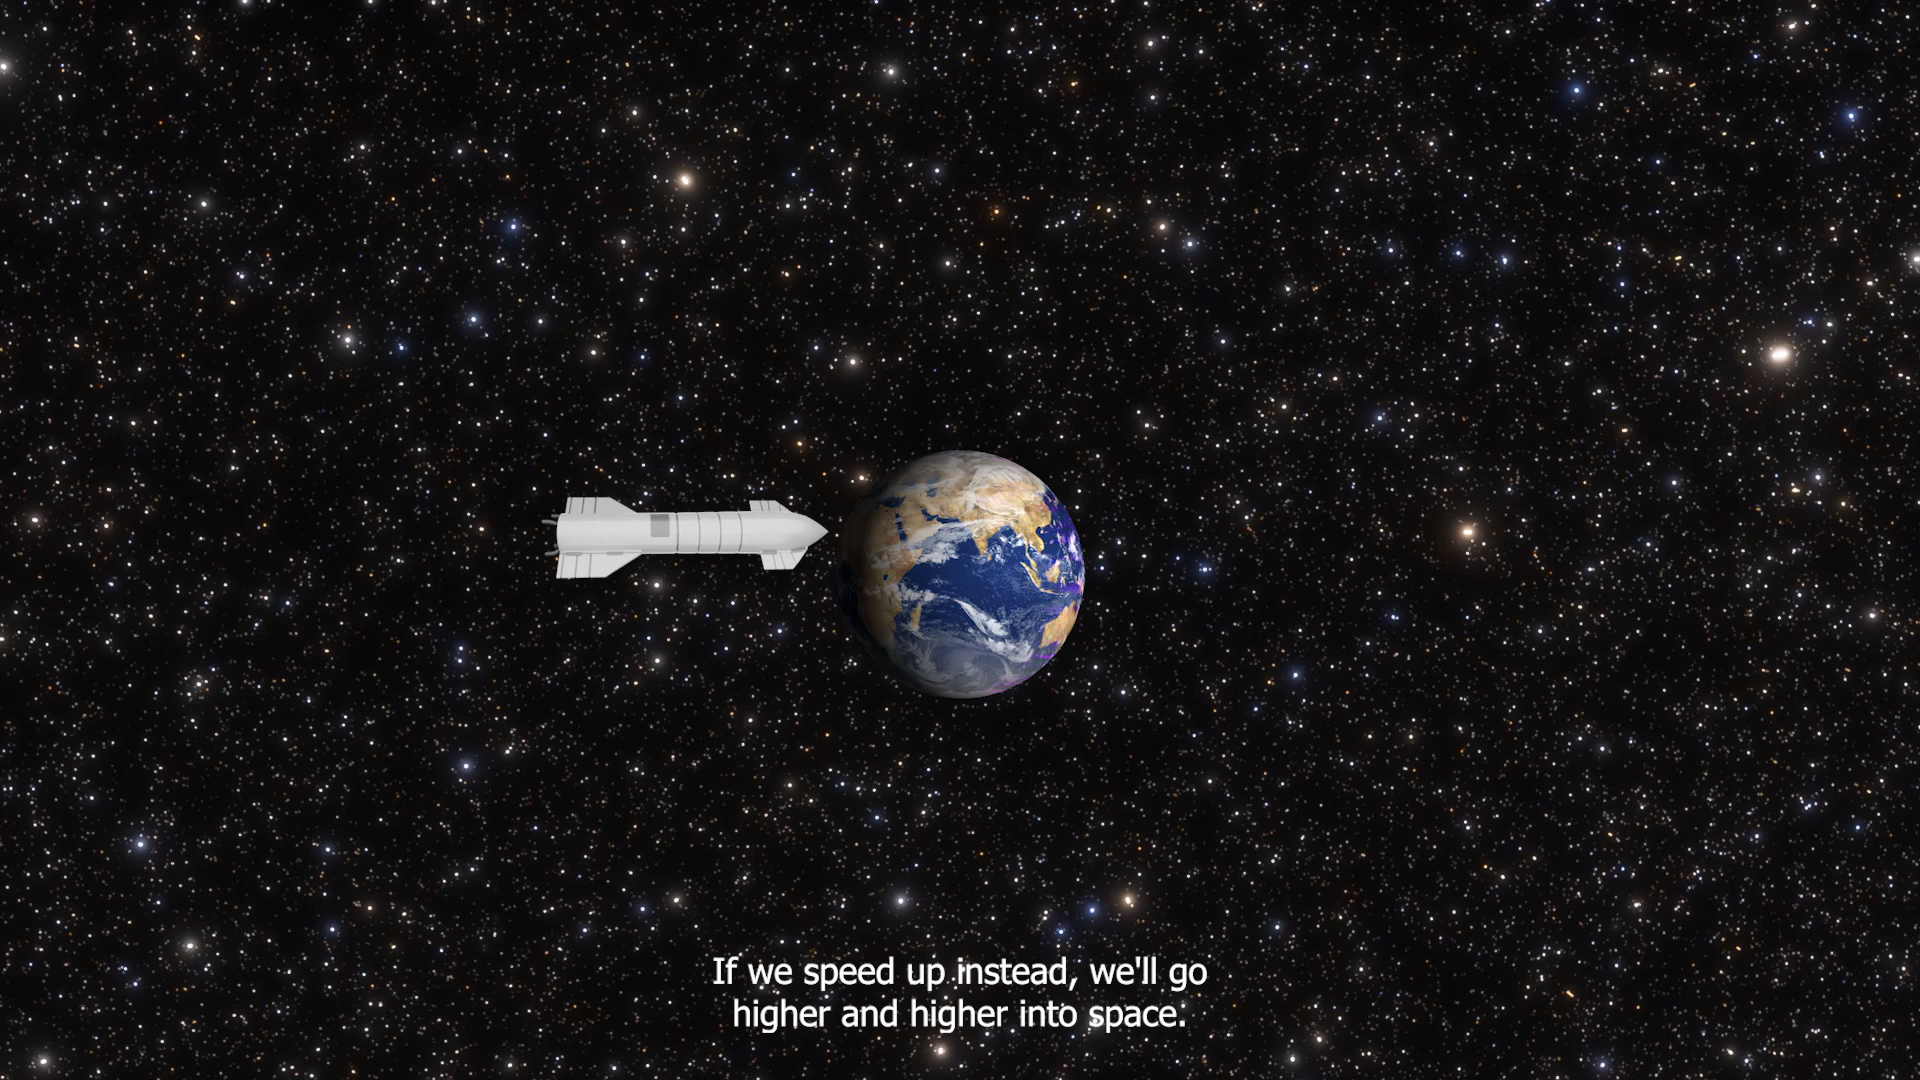 If we speed up instead, we'll go
higher and higher into space.